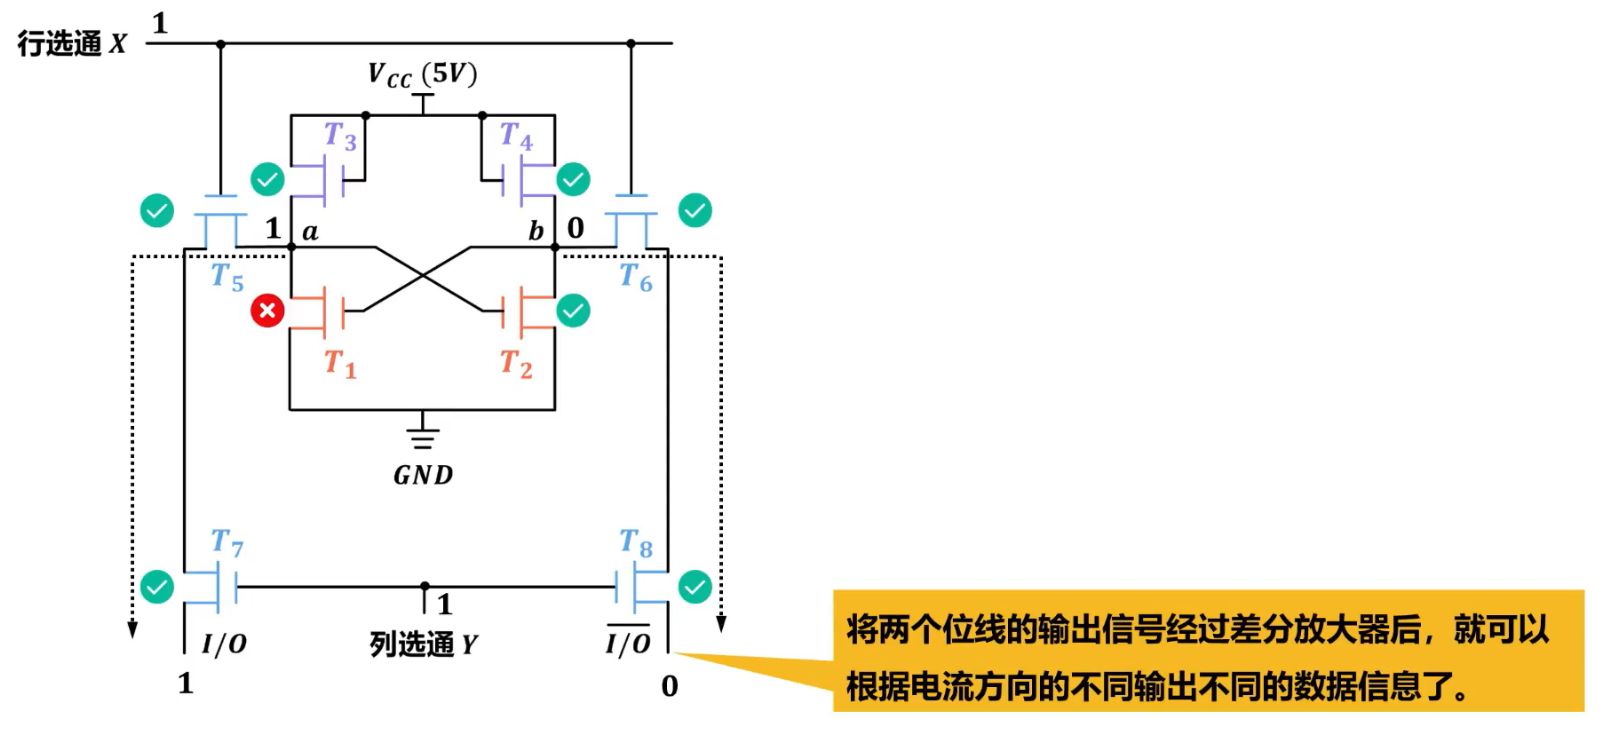 1
行选通 X
V_CC (5V)
T_3
T_4
1 a
b 0
T_5
T_6
T_1
T_2
GND
T_7
T_8
1
I/O
列选通 Y
\overline{I/O}
1
0
将两个位线的输出信号经过差分放大器后，就可以
根据电流方向的不同输出不同的数据信息了。